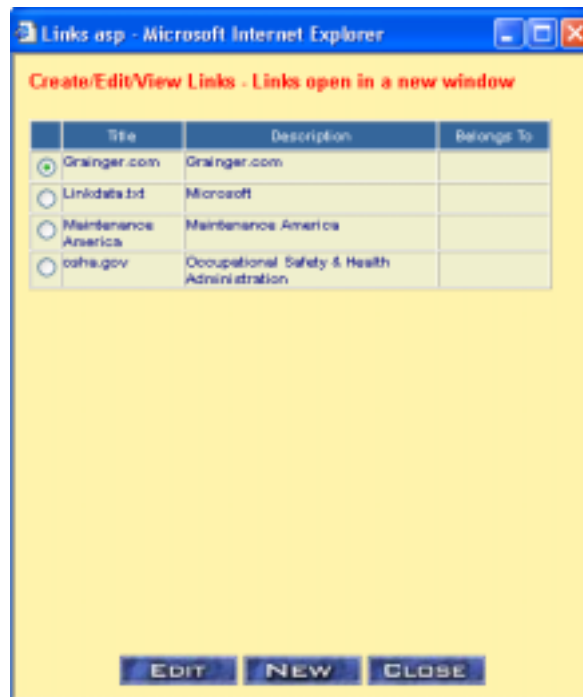 Links asp - Microsoft Internet Explorer
Create/Edit/View Links - Links open in a new window
Title Description Belongs To
Grainger.com Grainger.com
Linkdata.txt Microsoft
Maintenance America Maintenance America
osha.gov Occupational Safety & Health
Administration
EDIT NEW CLOSE